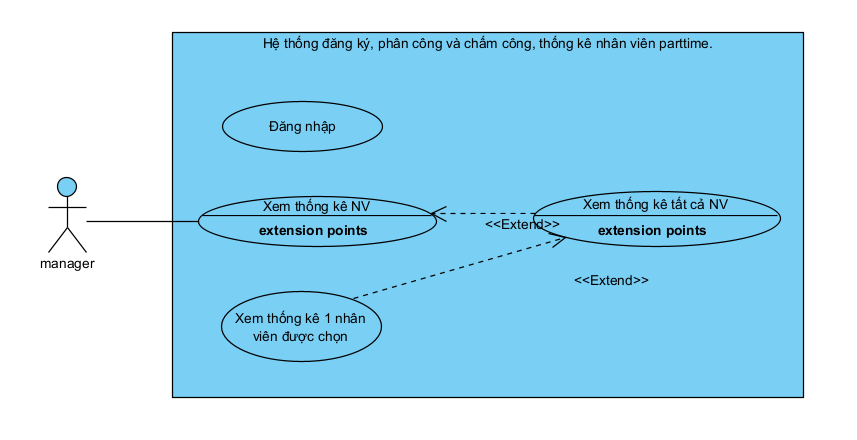 Hệ thống đăng ký, phân công và chấm công, thống kê nhân viên parttime.
Đăng nhập
Xem thống kê NV
extension points
Xem thống kê tất cả NV
extension points
<<Extend>>
manager
<<Extend>>
Xem thống kê 1 nhân
viên được chọn